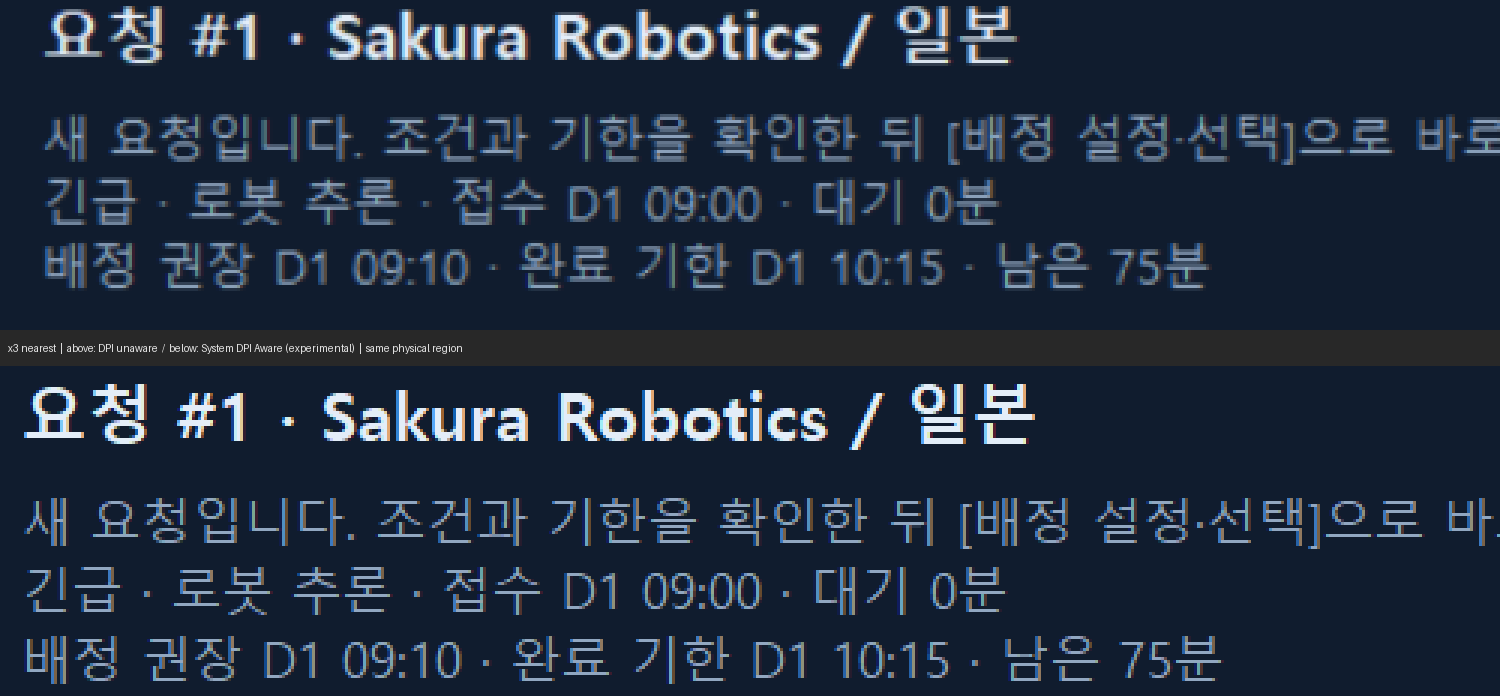 요청 #1 · Sakura Robotics / 일본
새 요청입니다. 조건과 기한을 확인한 뒤 [배정 설정·선택]으로 바로
긴급 · 로봇 추론 · 접수 D1 09:00 · 대기 0분
배정 권장 D1 09:10 · 완료 기한 D1 10:15 · 남은 75분
x3 nearest | above: DPI unaware / below: System DPI Aware (experimental) | same physical region
요청 #1 · Sakura Robotics / 일본
새 요청입니다. 조건과 기한을 확인한 뒤 [배정 설정·선택]으로 바
긴급 · 로봇 추론 · 접수 D1 09:00 · 대기 0분
배정 권장 D1 09:10 · 완료 기한 D1 10:15 · 남은 75분